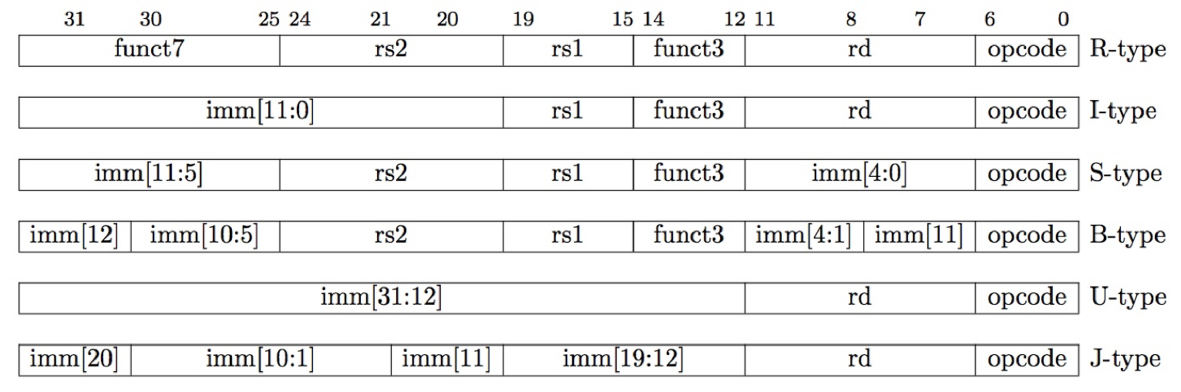 31 30 25 24 21 20 19 15 14 12 11 8 7 6 0
funct7 rs2 rs1 funct3 rd opcode R-type
imm[11:0] rs1 funct3 rd opcode I-type
imm[11:5] rs2 rs1 funct3 imm[4:0] opcode S-type
imm[12] imm[10:5] rs2 rs1 funct3 imm[4:1] imm[11] opcode B-type
imm[31:12] rd opcode U-type
imm[20] imm[10:1] imm[11] imm[19:12] rd opcode J-type